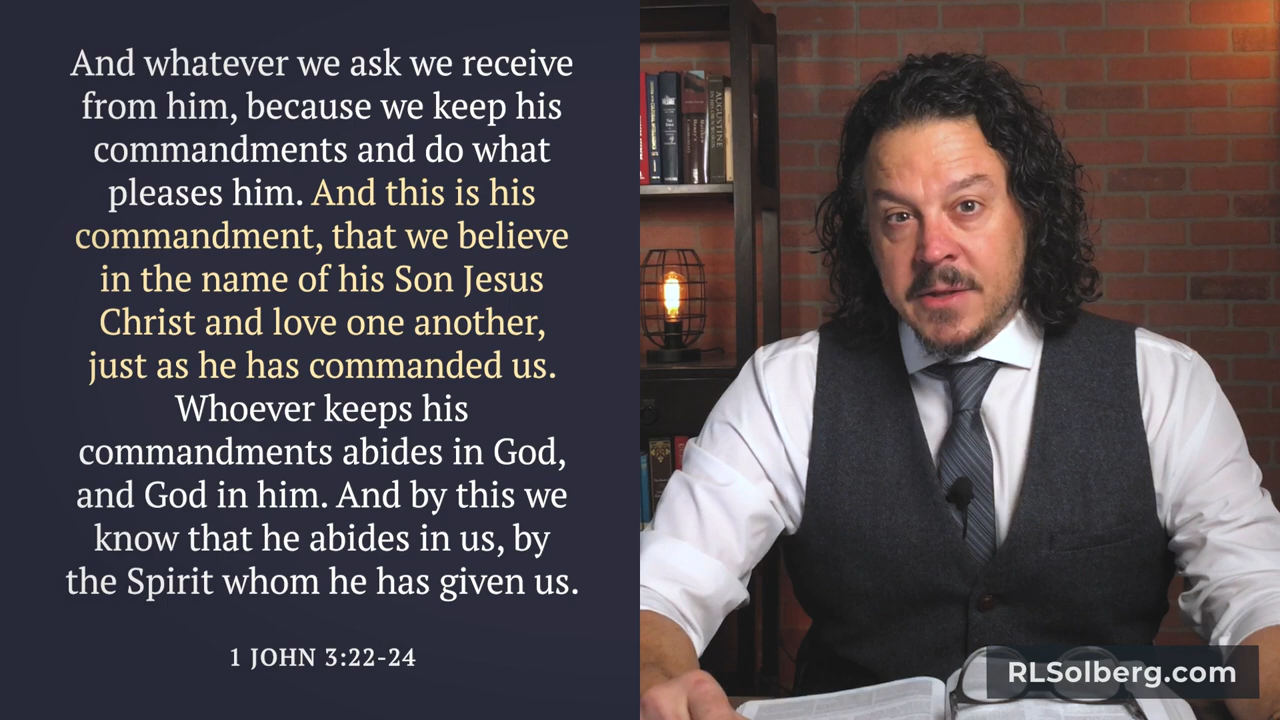 And whatever we ask we receive
from him, because we keep his
commandments and do what
pleases him. And this is his
commandment, that we believe
in the name of his Son Jesus
Christ and love one another,
just as he has commanded us.
Whoever keeps his
commandments abides in God,
and God in him. And by this we
know that he abides in us, by
the Spirit whom he has given us.
1 JOHN 3:22-24
AUGUSTINE
RLSolberg.com